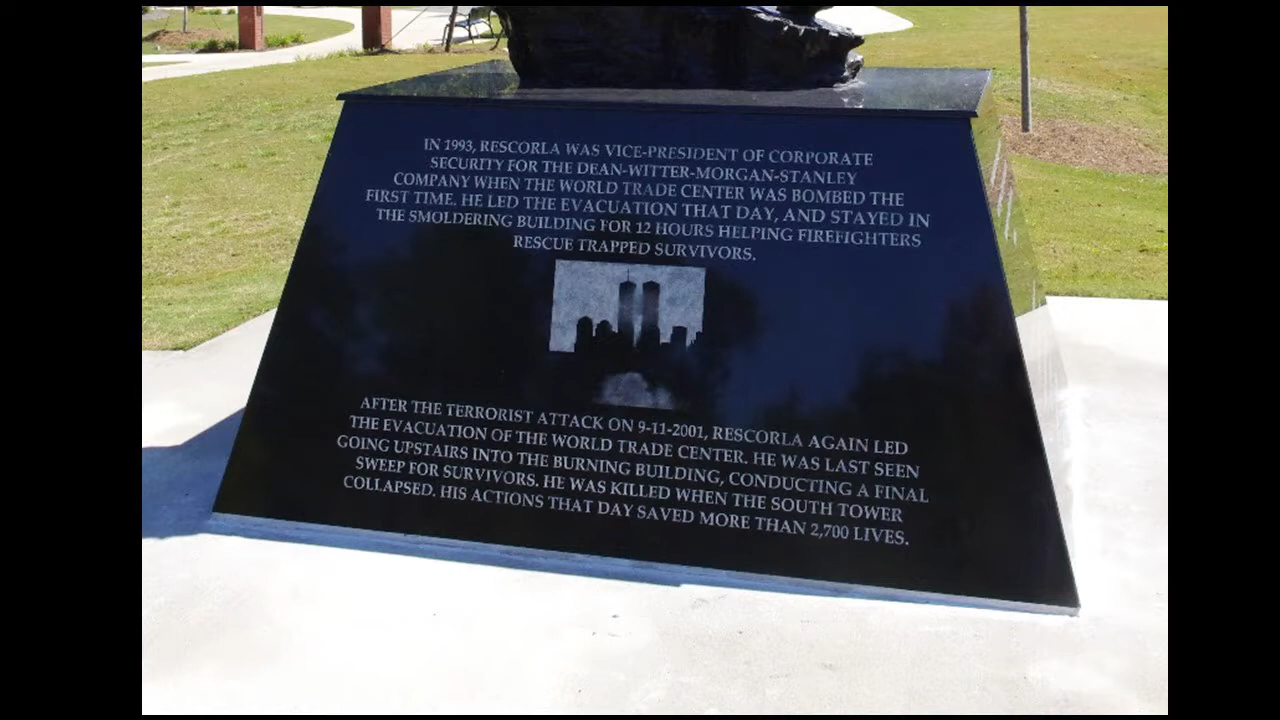 IN 1993, RESCORLA WAS VICE-PRESIDENT OF CORPORATE
SECURITY FOR THE DEAN-WITTER-MORGAN-STANLEY
COMPANY WHEN THE WORLD TRADE CENTER WAS BOMBED THE
FIRST TIME. HE LED THE EVACUATION THAT DAY, AND STAYED IN
THE SMOLDERING BUILDING FOR 12 HOURS HELPING FIREFIGHTERS
RESCUE TRAPPED SURVIVORS.
AFTER THE TERRORIST ATTACK ON 9-11-2001, RESCORLA AGAIN LED
THE EVACUATION OF THE WORLD TRADE CENTER. HE WAS LAST SEEN
GOING UPSTAIRS INTO THE BURNING BUILDING, CONDUCTING A FINAL
SWEEP FOR SURVIVORS. HE WAS KILLED WHEN THE SOUTH TOWER
COLLAPSED. HIS ACTIONS THAT DAY SAVED MORE THAN 2,700 LIVES.